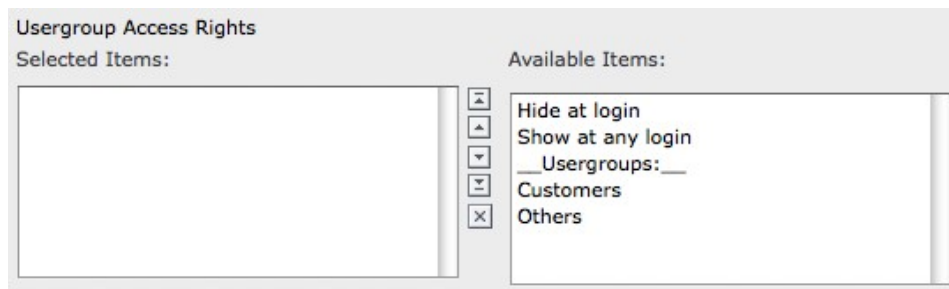 Usergroup Access Rights
Selected Items:
Available Items:
Hide at login
Show at any login
__Usergroups:__
Customers
Others